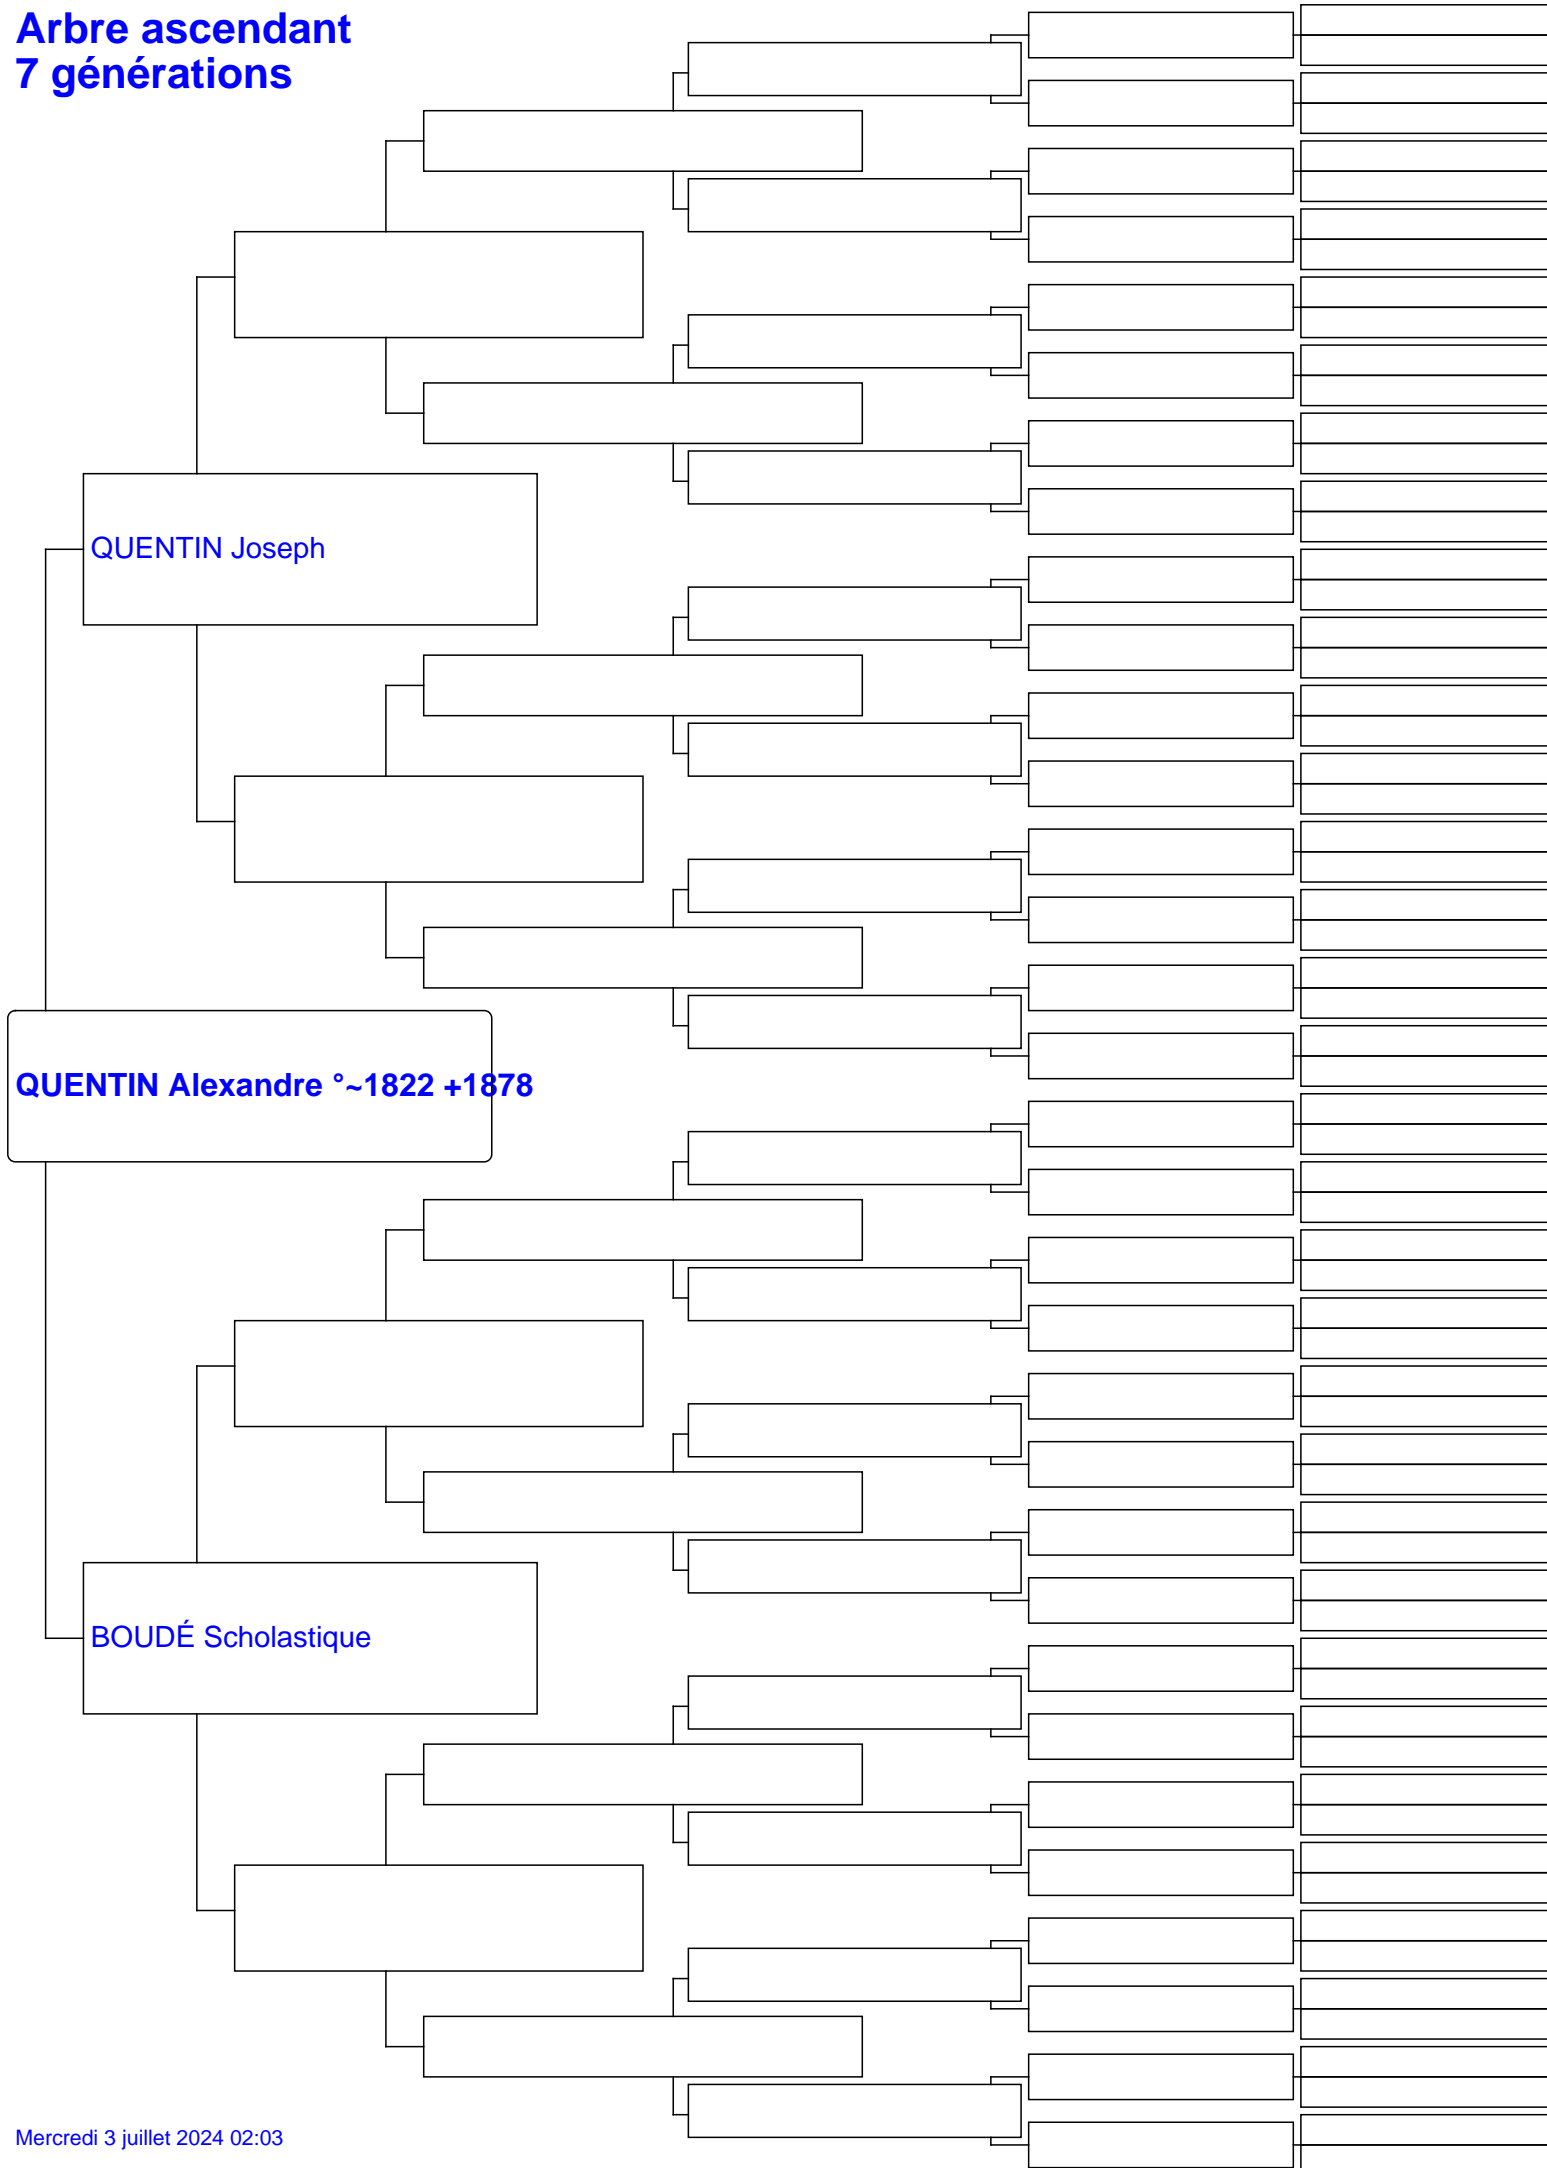 Arbre ascendant
7 générations
QUENTIN Joseph
QUENTIN Alexandre °~1822 +1878
BOUDÉ Scholastique
Mercredi 3 juillet 2024 02:03